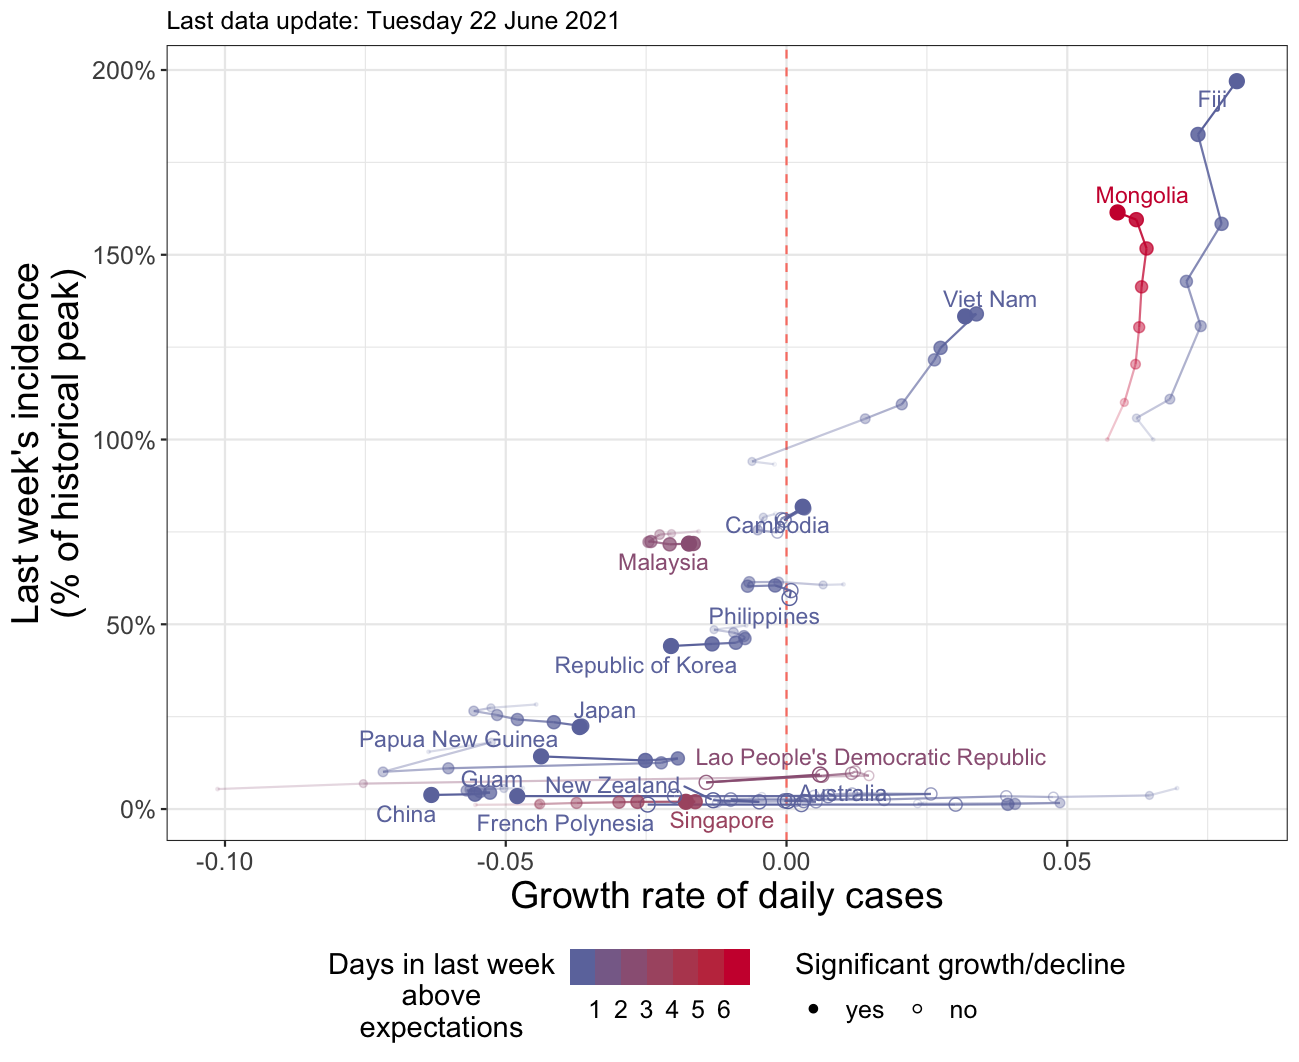 Last data update: Tuesday 22 June 2021
200%
150%
100%
50%
0%
Last week's incidence
(% of historical peak)
Fiji
Mongolia
Viet Nam
Cambodia
Malaysia
Philippines
Republic of Korea
Japan
Papua New Guinea
Lao People's Democratic Republic
Guam
New Zealand
Australia
China
French Polynesia
Singapore
-0.10
-0.05
0.00
0.05
Growth rate of daily cases
Days in last week
above
expectations
1 2 3 4 5 6
Significant growth/decline
yes
no